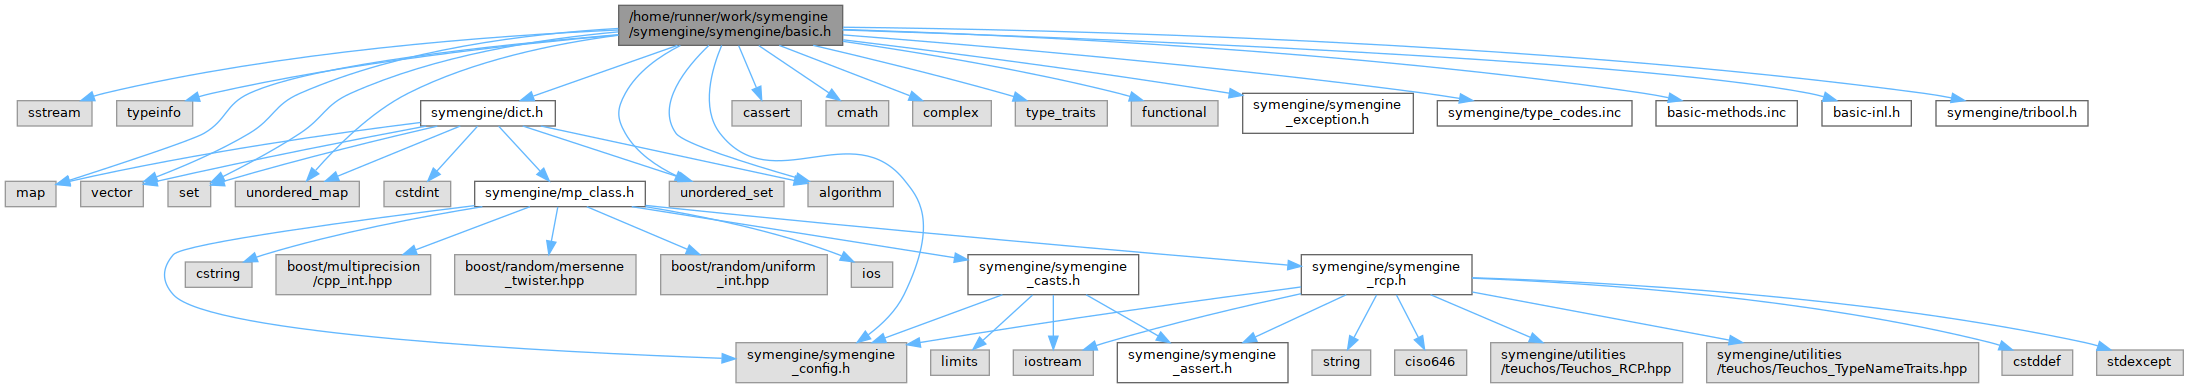 /home/runner/work/symengine
/symengine/symengine/basic.h
sstream
typeinfo
symengine/dict.h
cassert
cmath
complex
type_traits
functional
symengine/symengine
_exception.h
symengine/type_codes.inc
basic-methods.inc
basic-inl.h
symengine/tribool.h
map
vector
set
unordered_map
cstdint
symengine/mp_class.h
unordered_set
algorithm
cstring
boost/multiprecision
/cpp_int.hpp
boost/random/mersenne
_twister.hpp
boost/random/uniform
_int.hpp
ios
symengine/symengine
_casts.h
symengine/symengine
_rcp.h
symengine/symengine
_config.h
limits
iostream
symengine/symengine
_assert.h
string
ciso646
symengine/utilities
/teuchos/Teuchos_RCP.hpp
symengine/utilities
/teuchos/Teuchos_TypeNameTraits.hpp
cstddef
stdexcept